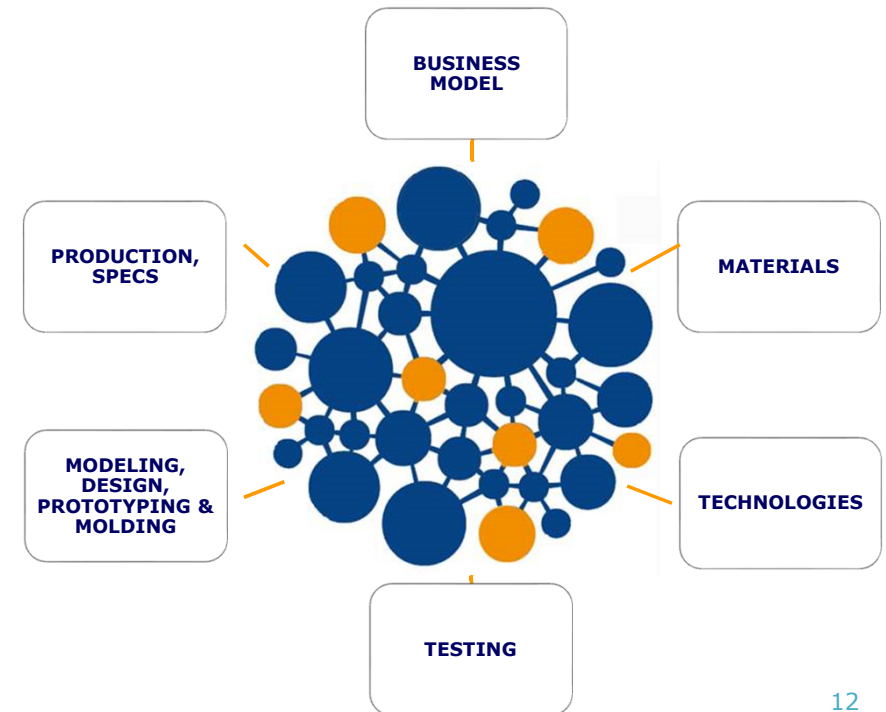 BUSINESS
MODEL
PRODUCTION,
SPECS
MATERIALS
MODELING,
DESIGN,
PROTOTYPING &
MOLDING
TECHNOLOGIES
TESTING
12